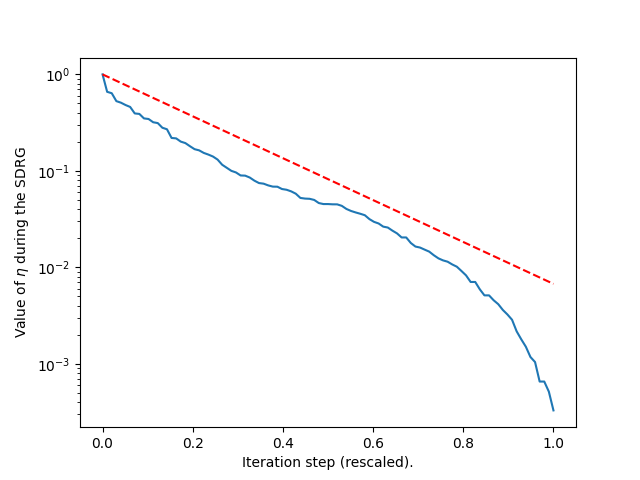 Value of η during the SDRG
10⁰
10⁻¹
10⁻²
10⁻³
0.0 0.2 0.4 0.6 0.8 1.0
Iteration step (rescaled).